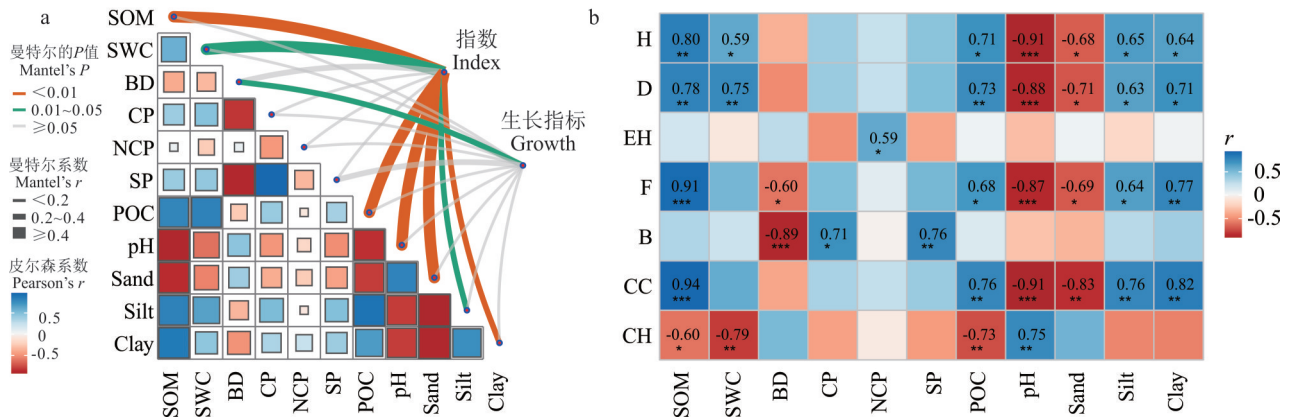 a
曼特尔的P值
Mantel's P
<0.01
0.01~0.05
≥0.05
曼特尔系数
Mantel's r
<0.2
0.2~0.4
≥0.4
皮尔森系数
Pearson's r
0.5
0
-0.5
SOM
SWC
BD
CP
NCP
SP
POC
pH
Sand
Silt
Clay
指数
Index
生长指标
Growth
SOM SWC BD CP NCP SP POC pH Sand Silt Clay
b
H 0.80 0.59 0.71 -0.91 -0.68 0.65 0.64
** * * *** * * *
D 0.78 0.75 0.73 -0.88 -0.71 0.63 0.71
** ** ** *** * * *
EH 0.59
*
F 0.91 -0.60 0.68 -0.87 -0.69 0.64 0.77
*** * * *** * * **
B -0.89 0.71 0.76
*** * **
CC 0.94 0.76 -0.91 -0.83 0.76 0.82
*** ** *** ** ** **
CH -0.60 -0.79 -0.73 0.75
* ** ** **
SOM SWC BD CP NCP SP POC pH Sand Silt Clay
r
0.5
0
-0.5